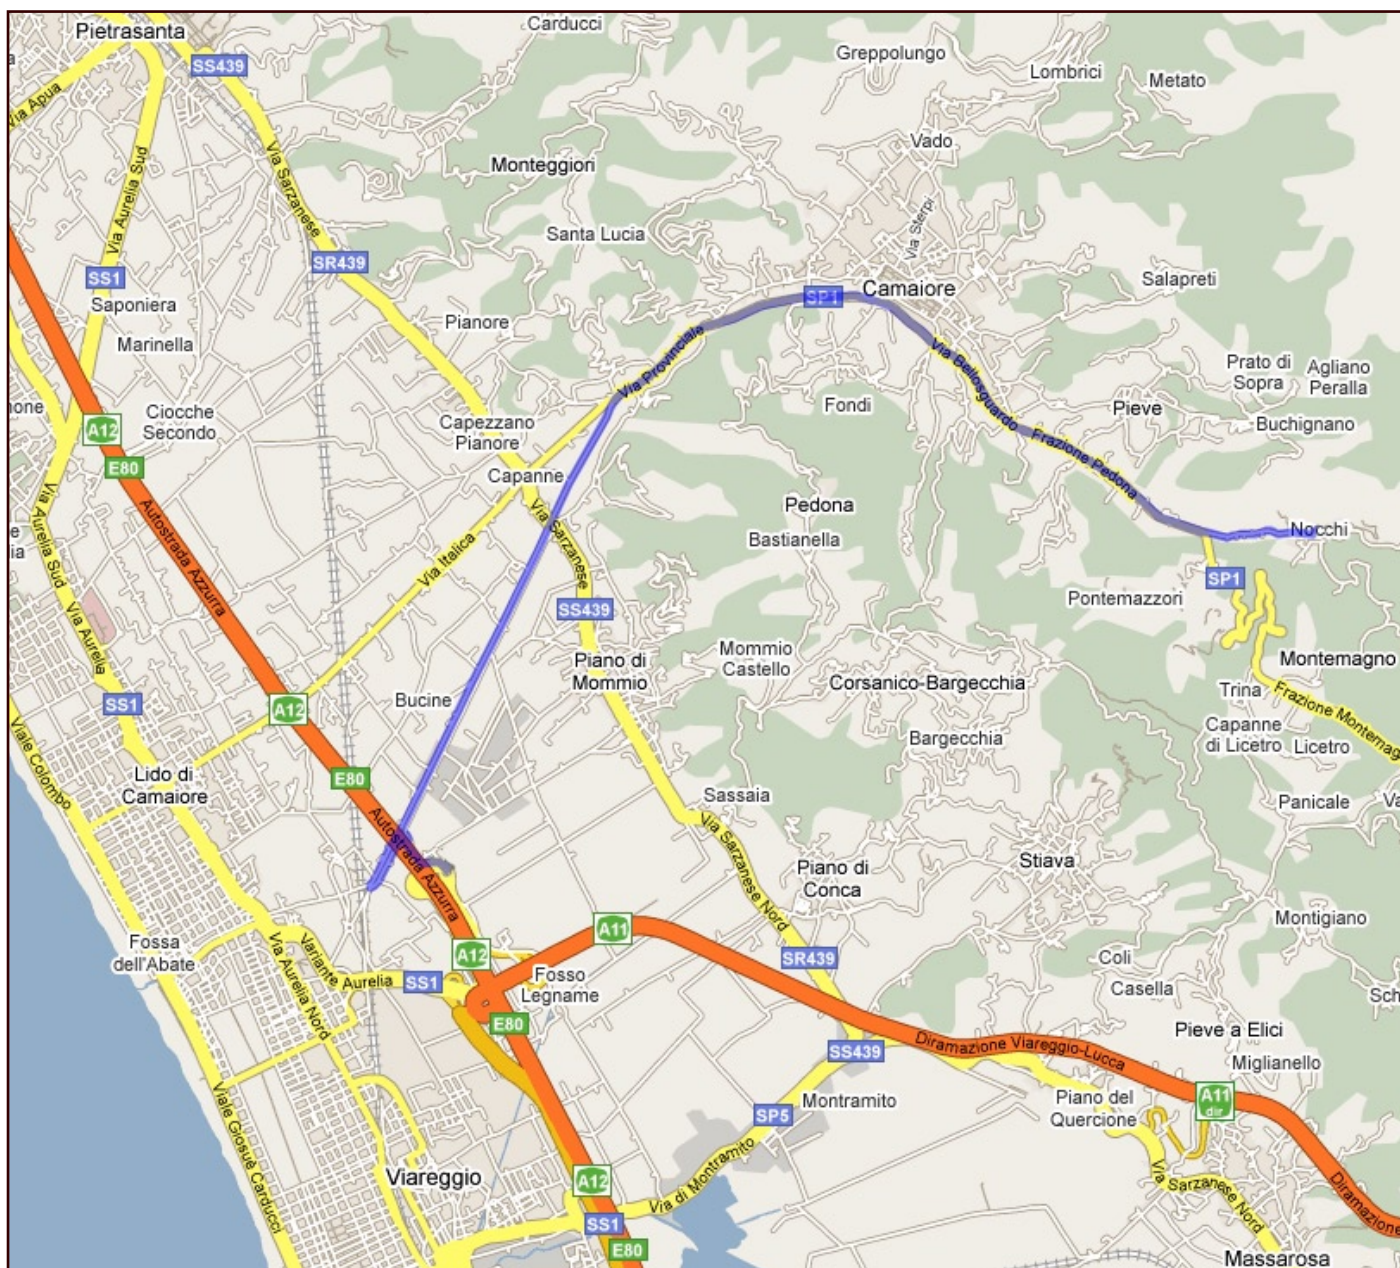 Carducci
Pietrasanta
SS439
Greppolungo
Lombrici
Metato
Via Apua
Via Aurelia Sud
Via Sarzanese
Monteggiori
Vado
Via Sterpi
Santa Lucia
SR439
SS1
Saponiera
Salapreti
Camaiore
SP1
Pianore
Marinella
Via Provinciale
Via Bellosguardo
Prato di
Sopra
Agliano
Peralla
Ciocche
Secondo
Fondi
Pieve
Buchignano
A12
Capezzano
Pianore
Frazione Pedona
E80
Capanne
Pedona
Via Aurelia Sud
Autostrada Azzurra
Via Sarzanese
Bastianella
Nocchi
Via Italica
SP1
Pontemazzori
SS439
Via Aurelia
Piano di
Mommio
Mommio
Castello
Corsanico-Bargecchia
Montemagno
Trina
Frazione Montemag
SS1
A12
Bucine
Bargecchia
Capanne
di Licetro
Licetro
Viale Colombo
Lido di
Camaiore
E80
Sassaia
Panicale
Va
Autostrada Azzurra
Via Sarzanese Nord
Piano di
Conca
Stiava
Montigiano
Fossa
dell'Abate
Variante Aurelia
Via Aurelia Nord
A12
A11
SR439
Coli
Casella
SS1
Fosso
Legname
Sch
E80
Pieve a Elici
SS439
Diramazione Viareggio-Lucca
Miglianello
Viale Giosuè Carducci
SP5
Montramito
Piano del
Quercione
A11
dir
Via di Montramito
Viareggio
A12
Via Sarzanese Nord
Diramazione
SS1
E80
Massarosa